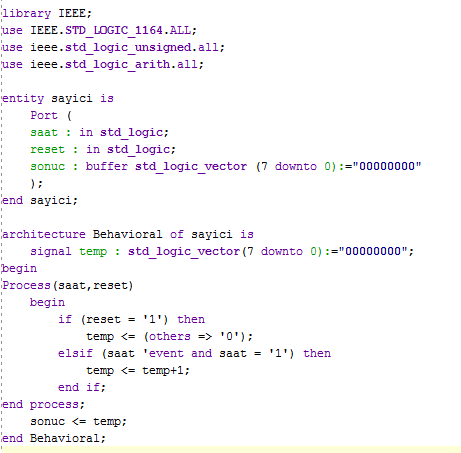 library IEEE;
use IEEE.STD_LOGIC_1164.ALL;
use ieee.std_logic_unsigned.all;
use ieee.std_logic_arith.all;
entity sayici is
Port (
saat : in std_logic;
reset : in std_logic;
sonuc : buffer std_logic_vector (7 downto 0):="00000000"
);
end sayici;
architecture Behavioral of sayici is
signal temp : std_logic_vector(7 downto 0):="00000000";
begin
Process(saat,reset)
begin
if (reset = '1') then
temp <= (others => '0');
elsif (saat 'event and saat = '1') then
temp <= temp+1;
end if;
end process;
sonuc <= temp;
end Behavioral;